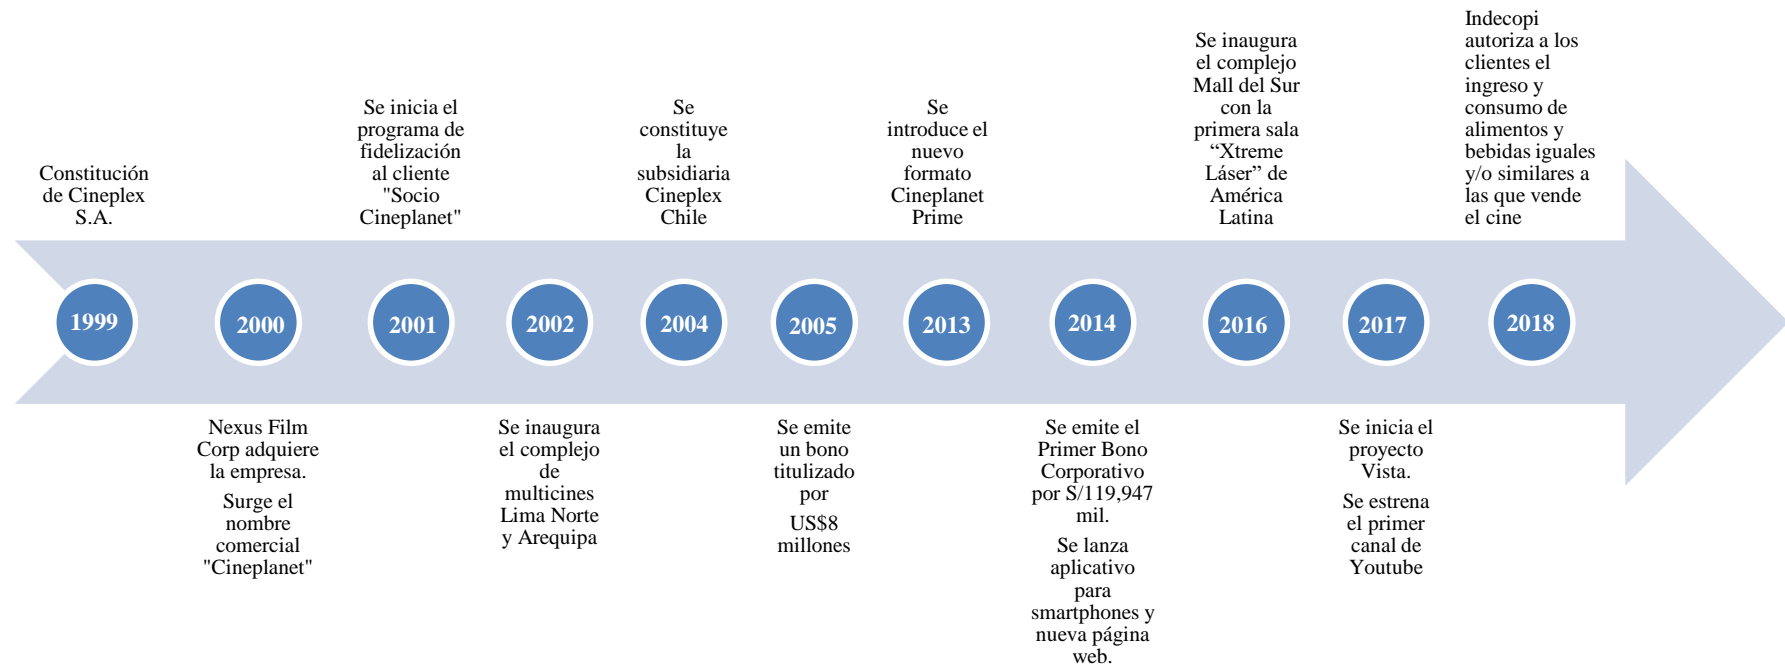 Constitución
de Cineplex
S.A.
Se inicia el
programa de
fidelización
al cliente
"Socio
Cineplanet"
Se
constituye
la
subsidiaria
Cineplex
Chile
Se
introduce el
nuevo
formato
Cineplanet
Prime
Se inaugura
el complejo
Mall del Sur
con la
primera sala
“Xtreme
Láser” de
América
Latina
Indecopi
autoriza a los
clientes el
ingreso y
consumo de
alimentos y
bebidas iguales
y/o similares a
las que vende
el cine
1999
2000
2001
2002
2004
2005
2013
2014
2016
2017
2018
Nexus Film
Corp adquiere
la empresa.
Surge el
nombre
comercial
"Cineplanet"
Se inaugura
el complejo
de
multicines
Lima Norte
y Arequipa
Se emite
un bono
titulizado
por
US$8
millones
Se emite el
Primer Bono
Corporativo
por S/119,947
mil.
Se lanza
aplicativo
para
smartphones y
nueva página
web.
Se inicia el
proyecto
Vista.
Se estrena
el primer
canal de
Youtube